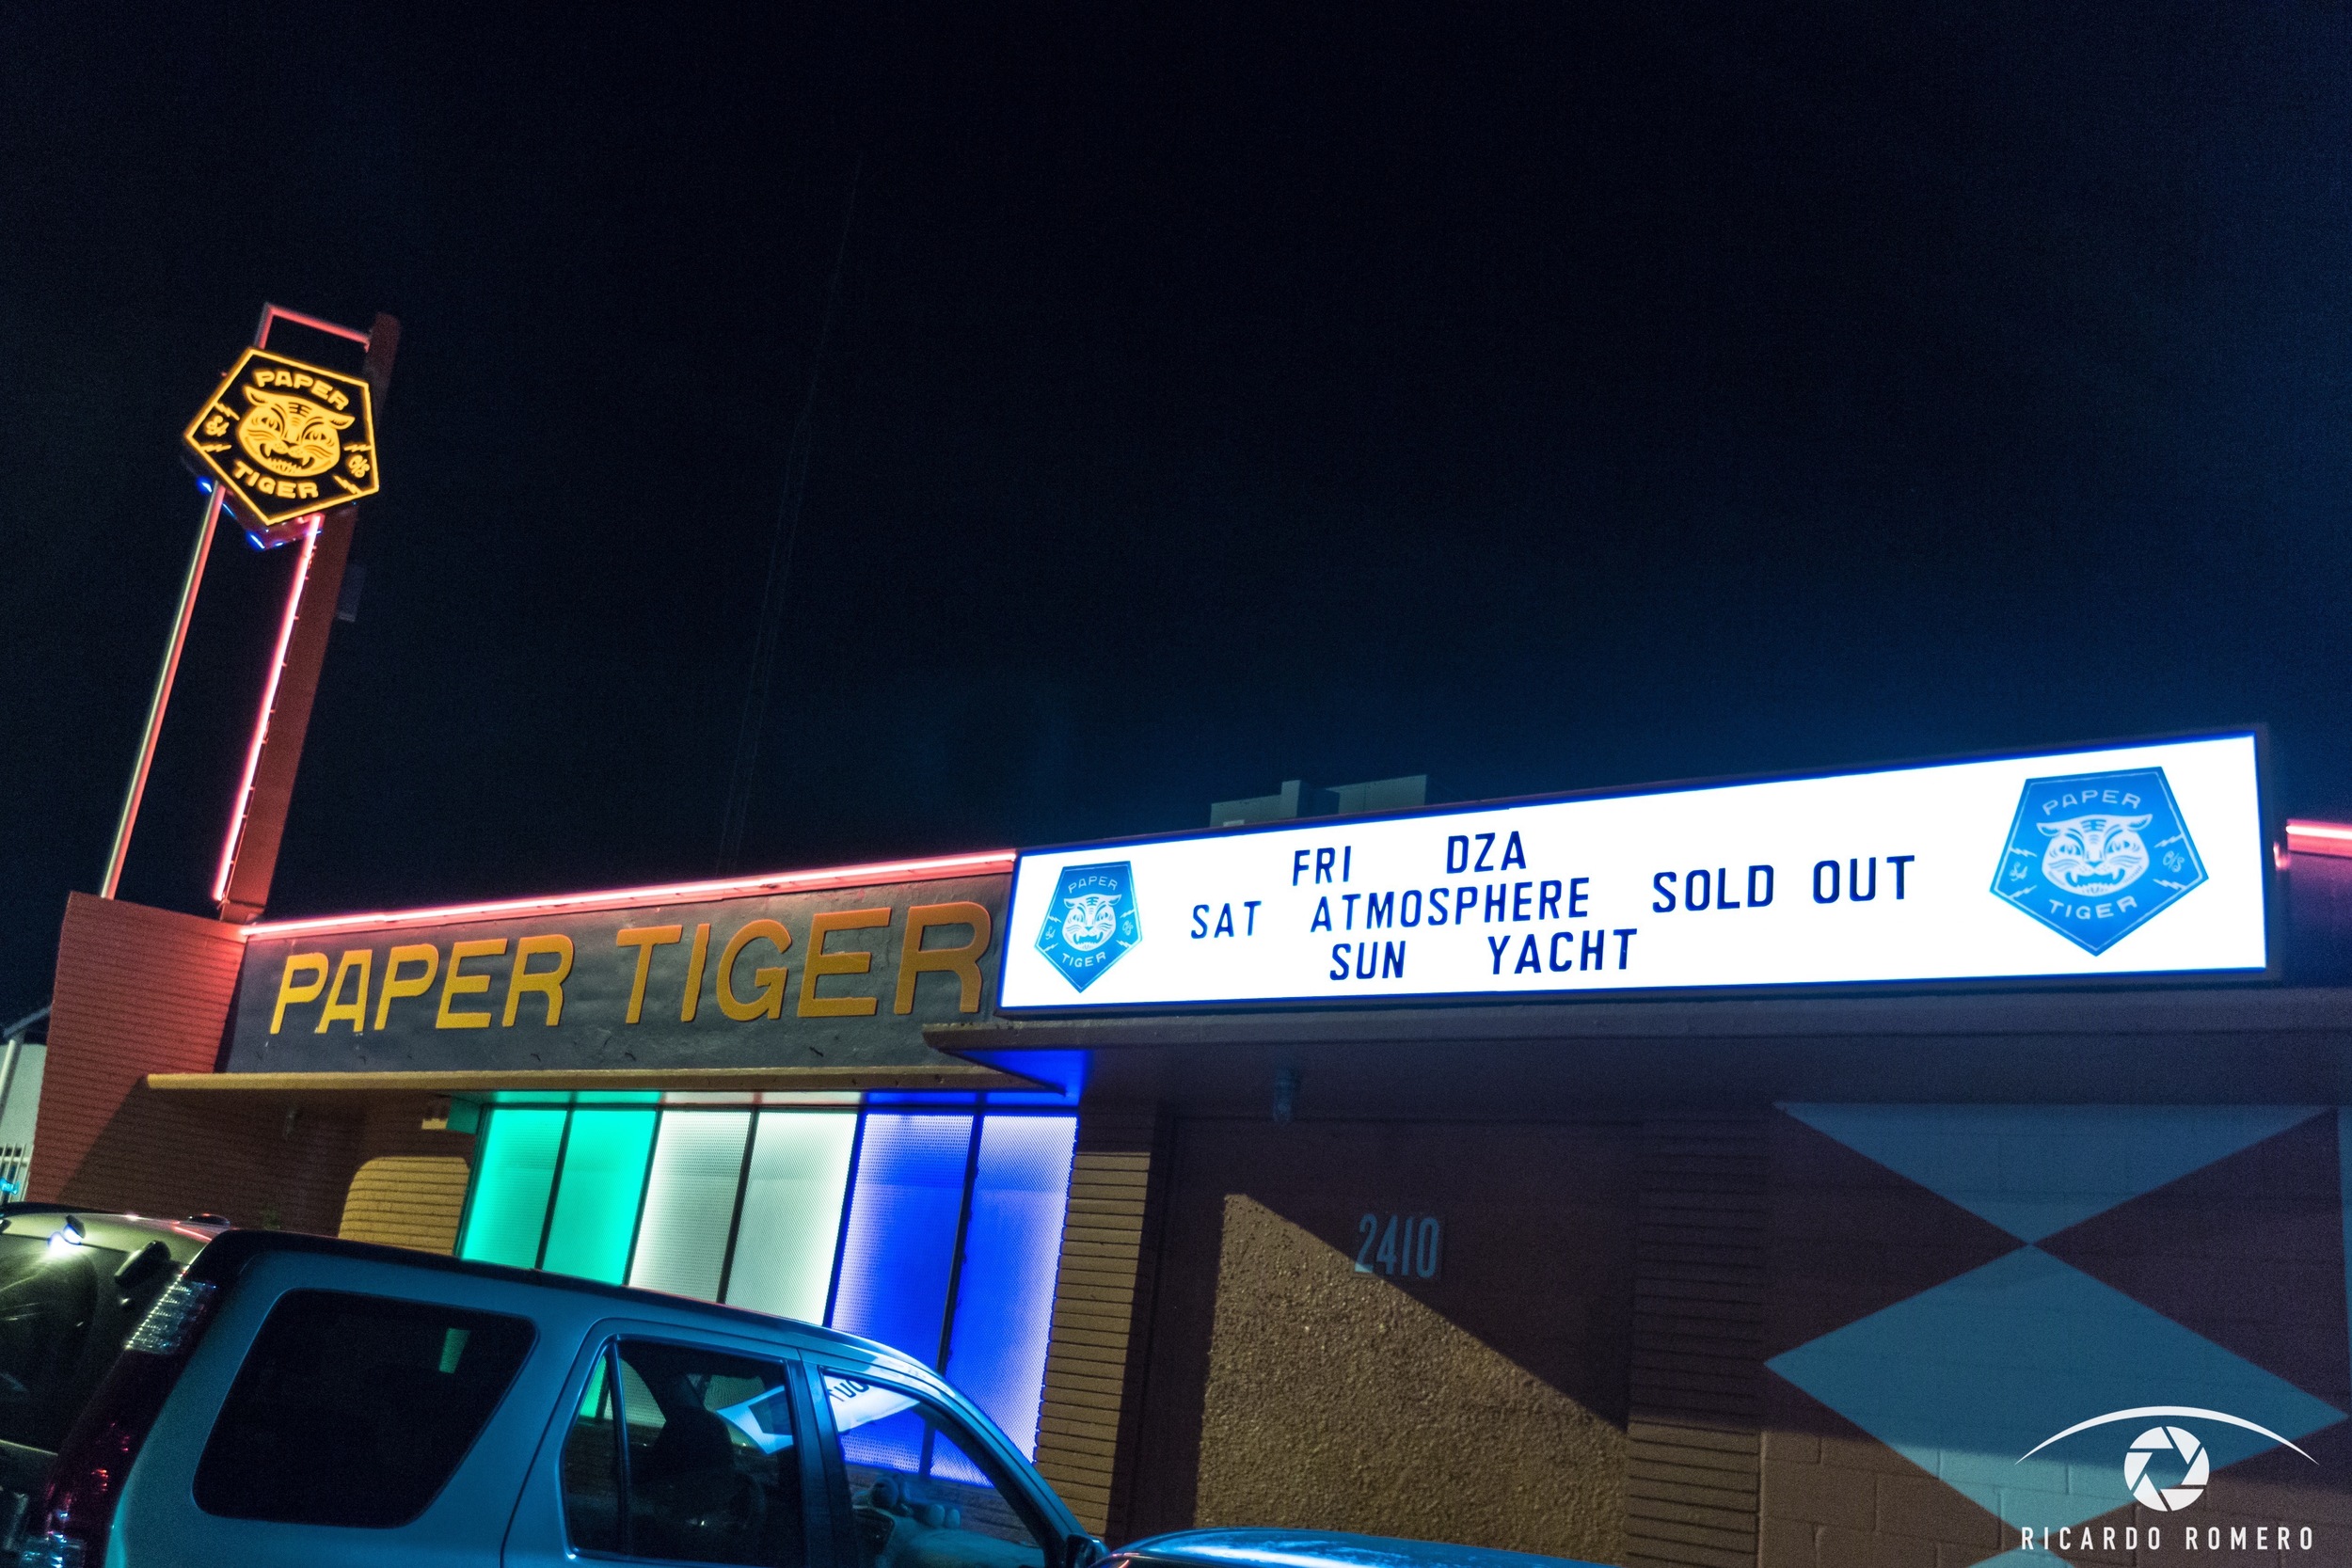 PAPER
TIGER
PAPER TIGER
PAPER
TIGER
FRI DZA
SAT ATMOSPHERE SOLD OUT
SUN YACHT
PAPER
TIGER
2410
OUT
RICARDO ROMERO